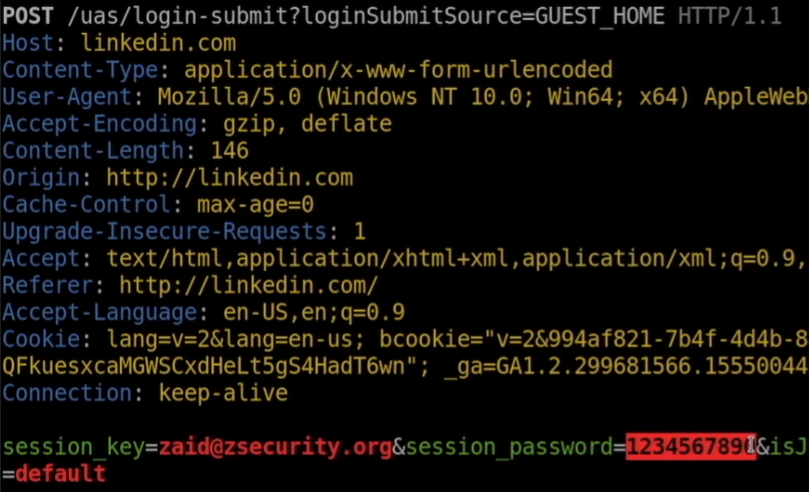 POST /uas/login-submit?loginSubmitSource=GUEST_HOME HTTP/1.1
Host: linkedin.com
Content-Type: application/x-www-form-urlencoded
User-Agent: Mozilla/5.0 (Windows NT 10.0; Win64; x64) AppleWeb
Accept-Encoding: gzip, deflate
Content-Length: 146
Origin: http://linkedin.com
Cache-Control: max-age=0
Upgrade-Insecure-Requests: 1
Accept: text/html,application/xhtml+xml,application/xml;q=0.9,
Referer: http://linkedin.com/
Accept-Language: en-US,en;q=0.9
Cookie: lang=v=2&lang=en-us; bcookie="v=2&994af821-7b4f-4d4b-8
QFkuesxcaMGWSCxdHeLt5gS4HadT6wn"; _ga=GA1.2.299681566.15550044
Connection: keep-alive
session_key=zaid@zsecurity.org&session_password=1234567890&isJ
=default